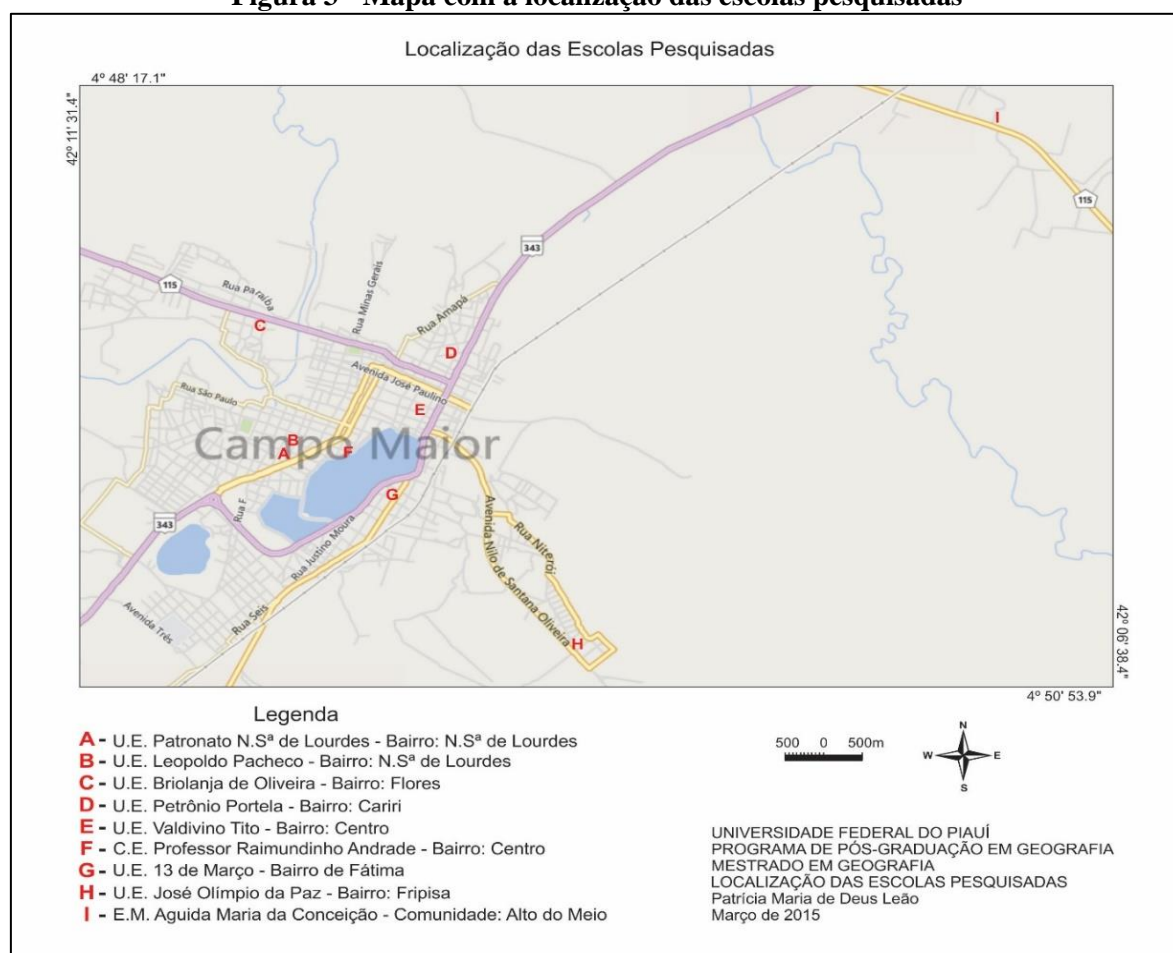 Figura 3 - Mapa com a localização das escolas pesquisadas
Localização das Escolas Pesquisadas
4º 48' 17.1"
42º 11' 31.4"
I
115
343
115
Rua Paraíba
Rua Minas Gerais
Rua Amapá
C
D
Avenida José Paulino
Rua São Paulo
E
B
Campo Maior
A
F
G
Rua F
343
Rua Justino Moura
Avenida Nilo de Santana Oliveira
Rua Niterói
Avenida Três
Rua Seis
H
42º 06' 38.4"
4º 50' 53.9"
Legenda
A - U.E. Patronato N.Sª de Lourdes - Bairro: N.Sª de Lourdes
B - U.E. Leopoldo Pacheco - Bairro: N.Sª de Lourdes
C - U.E. Briolanja de Oliveira - Bairro: Flores
D - U.E. Petrônio Portela - Bairro: Cariri
E - U.E. Valdivino Tito - Bairro: Centro
F - C.E. Professor Raimundinho Andrade - Bairro: Centro
G - U.E. 13 de Março - Bairro de Fátima
H - U.E. José Olímpio da Paz - Bairro: Fripisa
I - E.M. Aguida Maria da Conceição - Comunidade: Alto do Meio
500 0 500m
N
W E
S
UNIVERSIDADE FEDERAL DO PIAUÍ
PROGRAMA DE PÓS-GRADUAÇÃO EM GEOGRAFIA
MESTRADO EM GEOGRAFIA
LOCALIZAÇÃO DAS ESCOLAS PESQUISADAS
Patrícia Maria de Deus Leão
Março de 2015